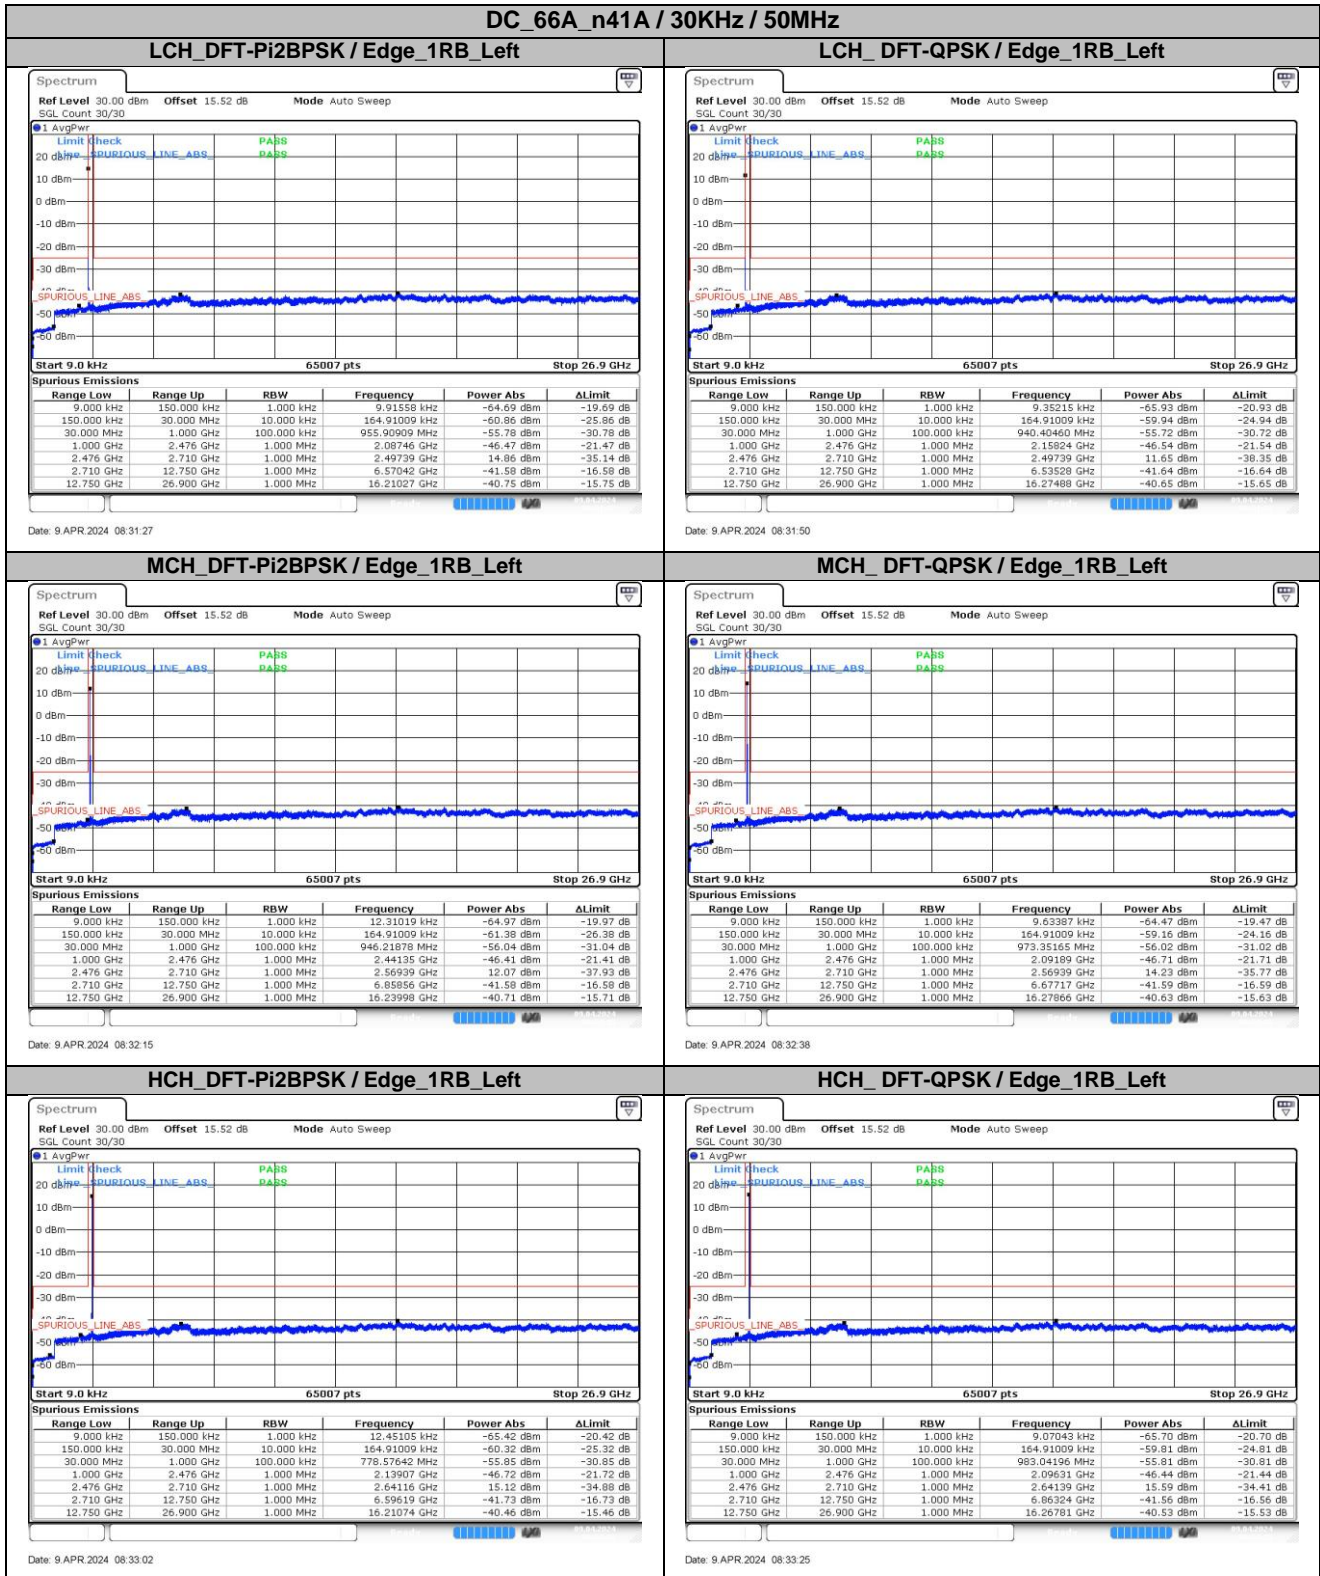 DC_66A_n41A / 30KHz / 50MHz
LCH_DFT-Pi2BPSK / Edge_1RB_Left
Spectrum
Ref Level 30.00 dBm Offset 15.52 dB Mode Auto Sweep
SGL Count 30/30
1 AvgPwr
Limit Check PASS
Line _SPURIOUS_LINE_ABS_ PASS
20 dBm
10 dBm
0 dBm
-10 dBm
-20 dBm
-30 dBm
_SPURIOUS_LINE_ABS_
-50 dBm
-60 dBm
Start 9.0 kHz 65007 pts Stop 26.9 GHz
Spurious Emissions
Range Low Range Up RBW Frequency Power Abs ΔLimit
9.000 kHz 150.000 kHz 1.000 kHz 9.91558 kHz -64.69 dBm -19.69 dB
150.000 kHz 30.000 MHz 10.000 kHz 164.91009 kHz -60.86 dBm -25.86 dB
30.000 MHz 1.000 GHz 100.000 kHz 955.90909 MHz -55.78 dBm -30.78 dB
1.000 GHz 2.476 GHz 1.000 MHz 2.08746 GHz -46.47 dBm -21.47 dB
2.476 GHz 2.710 GHz 1.000 MHz 2.49739 GHz 14.86 dBm -35.14 dB
2.710 GHz 12.750 GHz 1.000 MHz 6.57042 GHz -41.58 dBm -16.58 dB
12.750 GHz 26.900 GHz 1.000 MHz 16.21027 GHz -40.75 dBm -15.75 dB
Date: 9.APR.2024 08:31:27
LCH_ DFT-QPSK / Edge_1RB_Left
Spectrum
Ref Level 30.00 dBm Offset 15.52 dB Mode Auto Sweep
SGL Count 30/30
1 AvgPwr
Limit Check PASS
Line _SPURIOUS_LINE_ABS_ PASS
20 dBm
10 dBm
0 dBm
-10 dBm
-20 dBm
-30 dBm
_SPURIOUS_LINE_ABS_
-50 dBm
-60 dBm
Start 9.0 kHz 65007 pts Stop 26.9 GHz
Spurious Emissions
Range Low Range Up RBW Frequency Power Abs ΔLimit
9.000 kHz 150.000 kHz 1.000 kHz 9.35215 kHz -65.93 dBm -20.93 dB
150.000 kHz 30.000 MHz 10.000 kHz 164.91009 kHz -59.94 dBm -24.94 dB
30.000 MHz 1.000 GHz 100.000 kHz 940.40460 MHz -55.72 dBm -30.72 dB
1.000 GHz 2.476 GHz 1.000 MHz 2.15824 GHz -46.54 dBm -21.54 dB
2.476 GHz 2.710 GHz 1.000 MHz 2.49739 GHz 11.65 dBm -38.35 dB
2.710 GHz 12.750 GHz 1.000 MHz 6.53528 GHz -41.64 dBm -16.64 dB
12.750 GHz 26.900 GHz 1.000 MHz 16.27488 GHz -40.65 dBm -15.65 dB
Date: 9.APR.2024 08:31:50
MCH_DFT-Pi2BPSK / Edge_1RB_Left
Spectrum
Ref Level 30.00 dBm Offset 15.52 dB Mode Auto Sweep
SGL Count 30/30
1 AvgPwr
Limit Check PASS
Line _SPURIOUS_LINE_ABS_ PASS
20 dBm
10 dBm
0 dBm
-10 dBm
-20 dBm
-30 dBm
_SPURIOUS_LINE_ABS_
-50 dBm
-60 dBm
Start 9.0 kHz 65007 pts Stop 26.9 GHz
Spurious Emissions
Range Low Range Up RBW Frequency Power Abs ΔLimit
9.000 kHz 150.000 kHz 1.000 kHz 12.31019 kHz -64.97 dBm -19.97 dB
150.000 kHz 30.000 MHz 10.000 kHz 164.91009 kHz -61.38 dBm -26.38 dB
30.000 MHz 1.000 GHz 100.000 kHz 946.21878 MHz -56.04 dBm -31.04 dB
1.000 GHz 2.476 GHz 1.000 MHz 2.44135 GHz -46.41 dBm -21.41 dB
2.476 GHz 2.710 GHz 1.000 MHz 2.56939 GHz 12.07 dBm -37.93 dB
2.710 GHz 12.750 GHz 1.000 MHz 6.85856 GHz -41.58 dBm -16.58 dB
12.750 GHz 26.900 GHz 1.000 MHz 16.23998 GHz -40.71 dBm -15.71 dB
Date: 9.APR.2024 08:32:15
MCH_ DFT-QPSK / Edge_1RB_Left
Spectrum
Ref Level 30.00 dBm Offset 15.52 dB Mode Auto Sweep
SGL Count 30/30
1 AvgPwr
Limit Check PASS
Line _SPURIOUS_LINE_ABS_ PASS
20 dBm
10 dBm
0 dBm
-10 dBm
-20 dBm
-30 dBm
_SPURIOUS_LINE_ABS_
-50 dBm
-60 dBm
Start 9.0 kHz 65007 pts Stop 26.9 GHz
Spurious Emissions
Range Low Range Up RBW Frequency Power Abs ΔLimit
9.000 kHz 150.000 kHz 1.000 kHz 9.63387 kHz -64.47 dBm -19.47 dB
150.000 kHz 30.000 MHz 10.000 kHz 164.91009 kHz -59.16 dBm -24.16 dB
30.000 MHz 1.000 GHz 100.000 kHz 973.35165 MHz -56.02 dBm -31.02 dB
1.000 GHz 2.476 GHz 1.000 MHz 2.09189 GHz -46.71 dBm -21.71 dB
2.476 GHz 2.710 GHz 1.000 MHz 2.56939 GHz 14.23 dBm -35.77 dB
2.710 GHz 12.750 GHz 1.000 MHz 6.67717 GHz -41.59 dBm -16.59 dB
12.750 GHz 26.900 GHz 1.000 MHz 16.27866 GHz -40.63 dBm -15.63 dB
Date: 9.APR.2024 08:32:38
HCH_DFT-Pi2BPSK / Edge_1RB_Left
Spectrum
Ref Level 30.00 dBm Offset 15.52 dB Mode Auto Sweep
SGL Count 30/30
1 AvgPwr
Limit Check PASS
Line _SPURIOUS_LINE_ABS_ PASS
20 dBm
10 dBm
0 dBm
-10 dBm
-20 dBm
-30 dBm
_SPURIOUS_LINE_ABS_
-50 dBm
-60 dBm
Start 9.0 kHz 65007 pts Stop 26.9 GHz
Spurious Emissions
Range Low Range Up RBW Frequency Power Abs ΔLimit
9.000 kHz 150.000 kHz 1.000 kHz 12.45105 kHz -65.42 dBm -20.42 dB
150.000 kHz 30.000 MHz 10.000 kHz 164.91009 kHz -60.32 dBm -25.32 dB
30.000 MHz 1.000 GHz 100.000 kHz 778.57642 MHz -55.85 dBm -30.85 dB
1.000 GHz 2.476 GHz 1.000 MHz 2.13907 GHz -46.72 dBm -21.72 dB
2.476 GHz 2.710 GHz 1.000 MHz 2.64116 GHz 15.12 dBm -34.88 dB
2.710 GHz 12.750 GHz 1.000 MHz 6.59619 GHz -41.73 dBm -16.73 dB
12.750 GHz 26.900 GHz 1.000 MHz 16.21074 GHz -40.46 dBm -15.46 dB
Date: 9.APR.2024 08:33:02
HCH_ DFT-QPSK / Edge_1RB_Left
Spectrum
Ref Level 30.00 dBm Offset 15.52 dB Mode Auto Sweep
SGL Count 30/30
1 AvgPwr
Limit Check PASS
Line _SPURIOUS_LINE_ABS_ PASS
20 dBm
10 dBm
0 dBm
-10 dBm
-20 dBm
-30 dBm
_SPURIOUS_LINE_ABS_
-50 dBm
-60 dBm
Start 9.0 kHz 65007 pts Stop 26.9 GHz
Spurious Emissions
Range Low Range Up RBW Frequency Power Abs ΔLimit
9.000 kHz 150.000 kHz 1.000 kHz 9.07043 kHz -65.70 dBm -20.70 dB
150.000 kHz 30.000 MHz 10.000 kHz 164.91009 kHz -59.81 dBm -24.81 dB
30.000 MHz 1.000 GHz 100.000 kHz 983.04196 MHz -55.81 dBm -30.81 dB
1.000 GHz 2.476 GHz 1.000 MHz 2.09631 GHz -46.44 dBm -21.44 dB
2.476 GHz 2.710 GHz 1.000 MHz 2.64139 GHz 15.59 dBm -34.41 dB
2.710 GHz 12.750 GHz 1.000 MHz 6.86324 GHz -41.56 dBm -16.56 dB
12.750 GHz 26.900 GHz 1.000 MHz 16.26781 GHz -40.53 dBm -15.53 dB
Date: 9.APR.2024 08:33:25